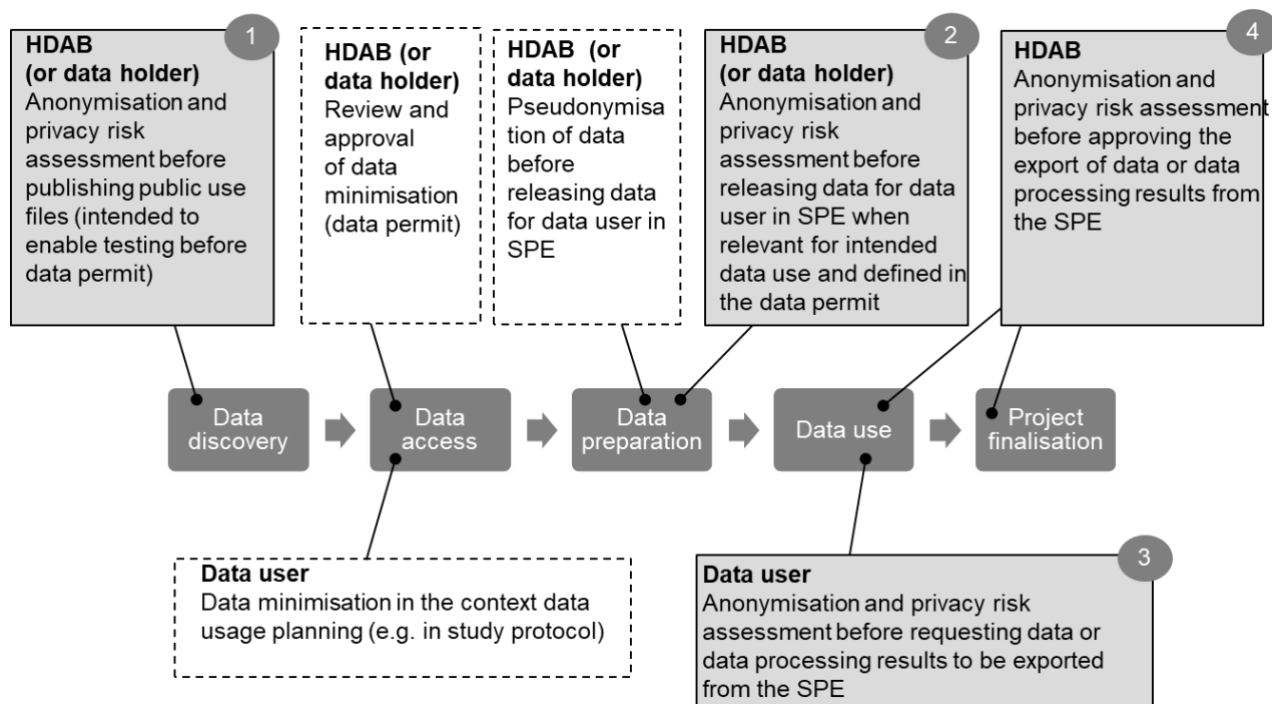 1
HDAB
(or data holder)
Anonymisation and
privacy risk
assessment before
publishing public use
files (intended to
enable testing before
data permit)
HDAB (or
data holder)
Review and
approval
of data
minimisation
(data permit)
HDAB (or
data holder)
Pseudonymisa
tion of data
before
releasing data
for data user in
SPE
2
HDAB
(or data holder)
Anonymisation and
privacy risk
assessment before
releasing data for data
user in SPE when
relevant for intended
data use and defined in
the data permit
4
HDAB
Anonymisation and
privacy risk assessment
before approving the
export of data or data
processing results from
the SPE
Data
discovery
Data
access
Data
preparation
Data use
Project
finalisation
Data user
Data minimisation in the context data
usage planning (e.g. in study protocol)
3
Data user
Anonymisation and privacy risk
assessment before requesting data or
data processing results to be exported
from the SPE